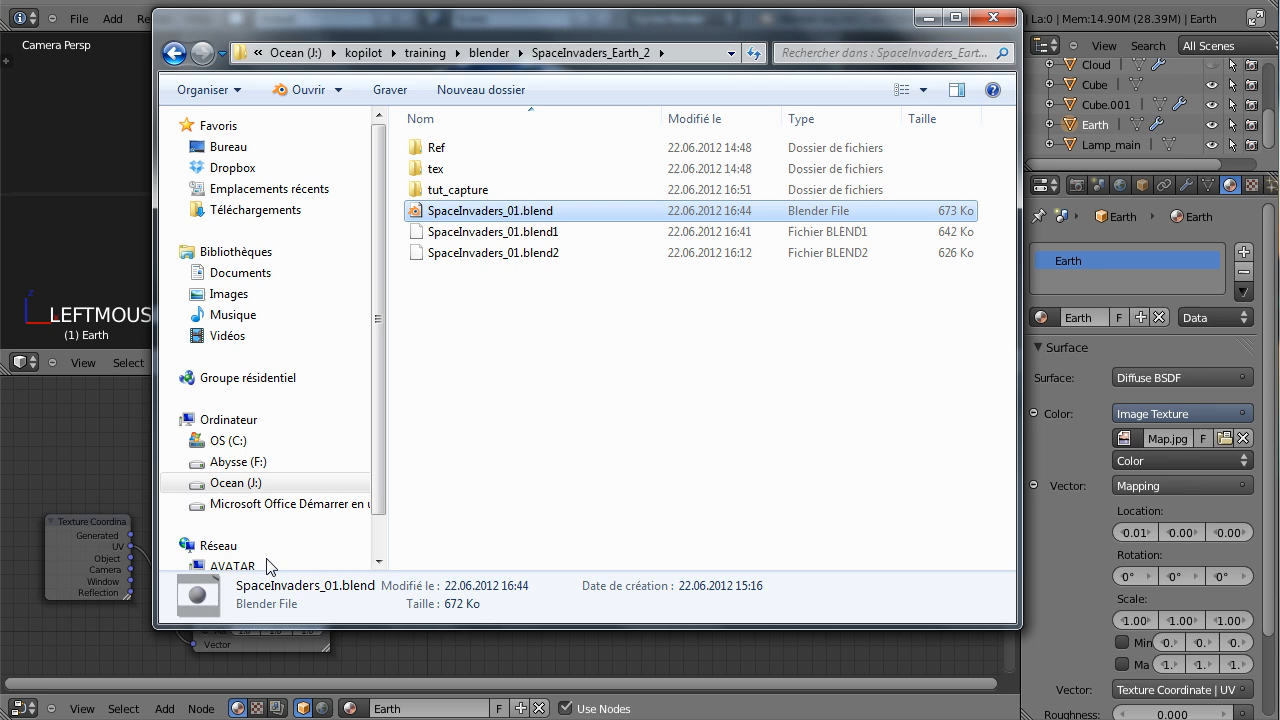 File Add Re
La:0 | Mem:14.90M (28.39M) | Earth
Camera Persp
« Ocean (J:) kopilot training blender SpaceInvaders_Earth_2
Rechercher dans : SpaceInvaders_Eart...
View Search All Scenes
Organiser Ouvrir Graver Nouveau dossier
Cloud
Cube
Cube.001
Earth
Lamp_main
Nom Modifié le Type Taille
Favoris
Bureau
Dropbox
Emplacements récents
Téléchargements
Bibliothèques
Documents
Images
Musique
Vidéos
Groupe résidentiel
Ordinateur
OS (C:)
Abysse (F:)
Ocean (J:)
Microsoft Office Démarrer en u
Réseau
AVATAR
Ref 22.06.2012 14:48 Dossier de fichiers
tex 22.06.2012 14:48 Dossier de fichiers
tut_capture 22.06.2012 16:51 Dossier de fichiers
SpaceInvaders_01.blend 22.06.2012 16:44 Blender File 673 Ko
SpaceInvaders_01.blend1 22.06.2012 16:41 Fichier BLEND1 642 Ko
SpaceInvaders_01.blend2 22.06.2012 16:12 Fichier BLEND2 626 Ko
SpaceInvaders_01.blend Modifié le : 22.06.2012 16:44 Date de création : 22.06.2012 15:16
Blender File Taille : 672 Ko
z
LEFTMOUS
(1) Earth
View Select
Texture Coordina
Generated
UV
Object
Camera
Window
Reflection
Vector
View Select Add Node Earth F Use Nodes
Earth Earth
Earth
Earth F Data
Surface
Surface: Diffuse BSDF
Color: Image Texture
Map.jpg F
Color
Vector: Mapping
Location:
0.01 0.00 0.00
Rotation:
0° 0° 0°
Scale:
1.00 1.00 1.00
Min 0. 0. 0.
Ma 1. 1. 1.
Vector: Texture Coordinate | UV
Roughness: 0.000